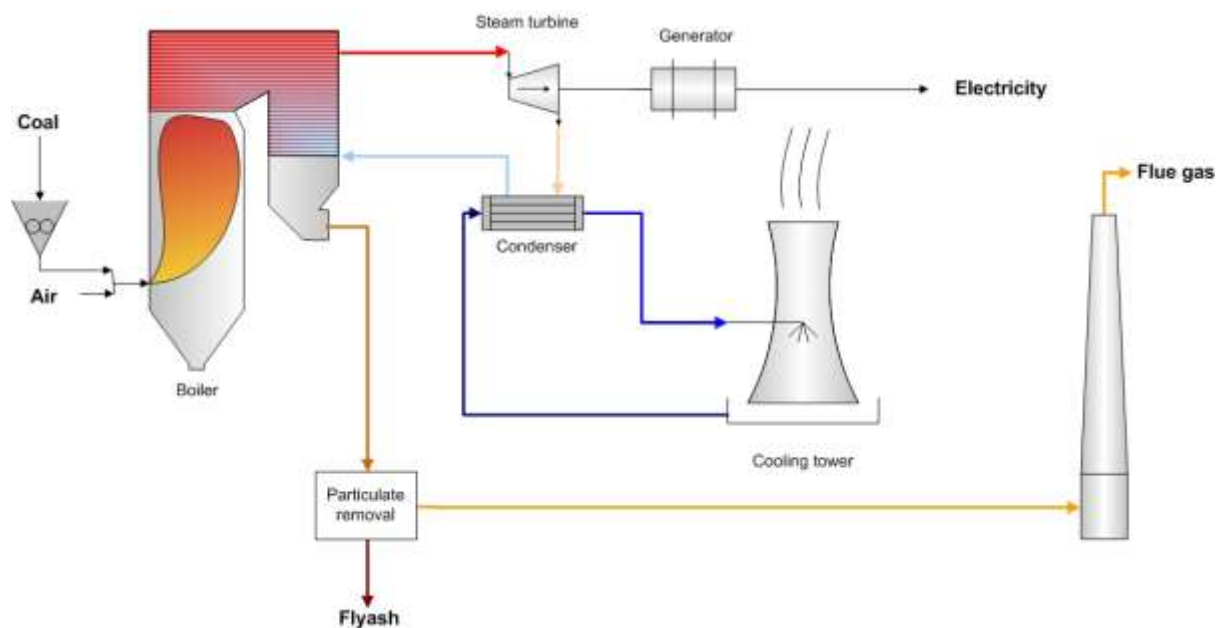 Steam turbine
Generator
Electricity
Coal
Flue gas
Condenser
Air
Boiler
Cooling tower
Particulate
removal
Flyash